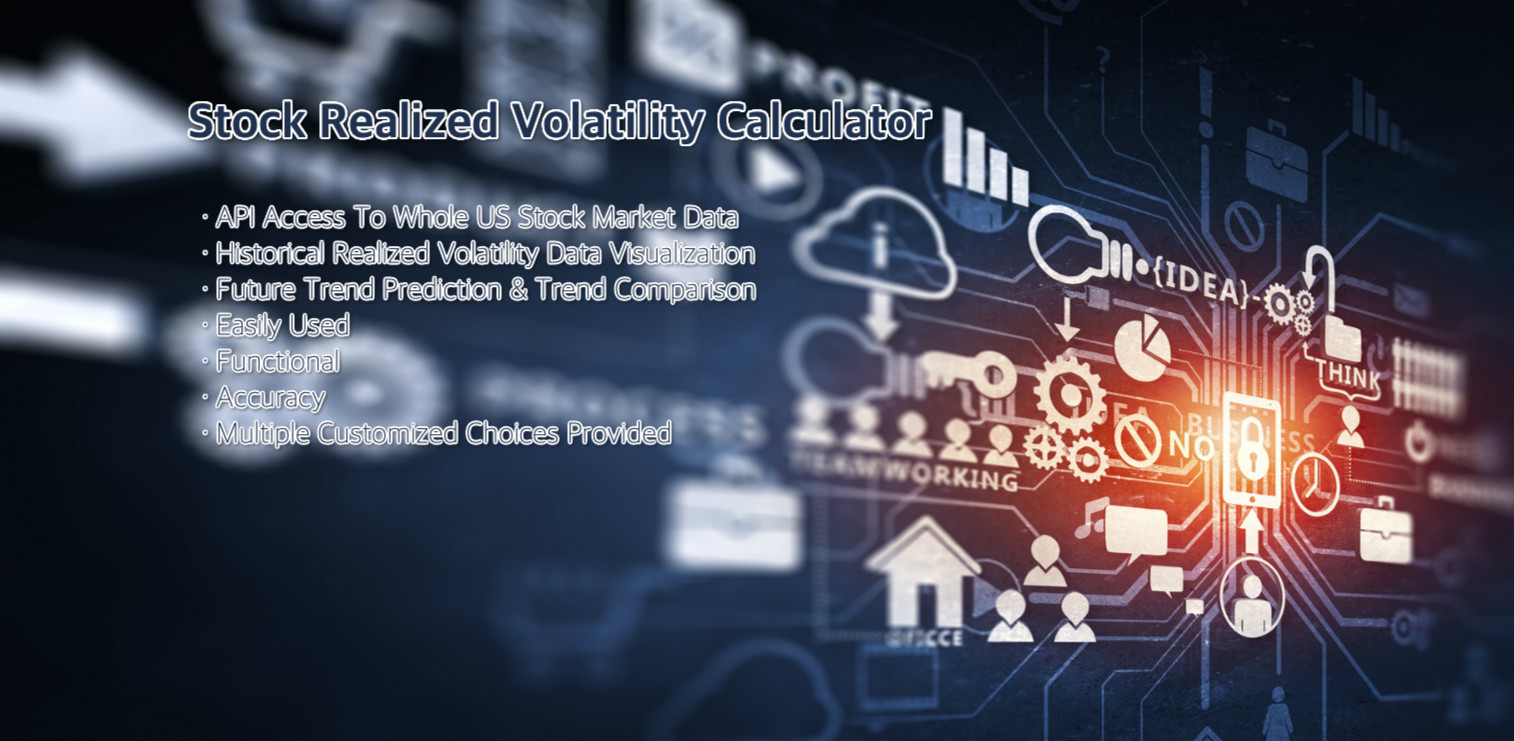 PROFIT
Stock Realized Volatility Calculator
· API Access To Whole US Stock Market Data
· Historical Realized Volatility Data Visualization
· Future Trend Prediction & Trend Comparison
· Easily Used
· Functional
· Accuracy
· Multiple Customized Choices Provided
{IDEA}
THINK
IDEA
BUSINESS
NO
TEAMWORKING